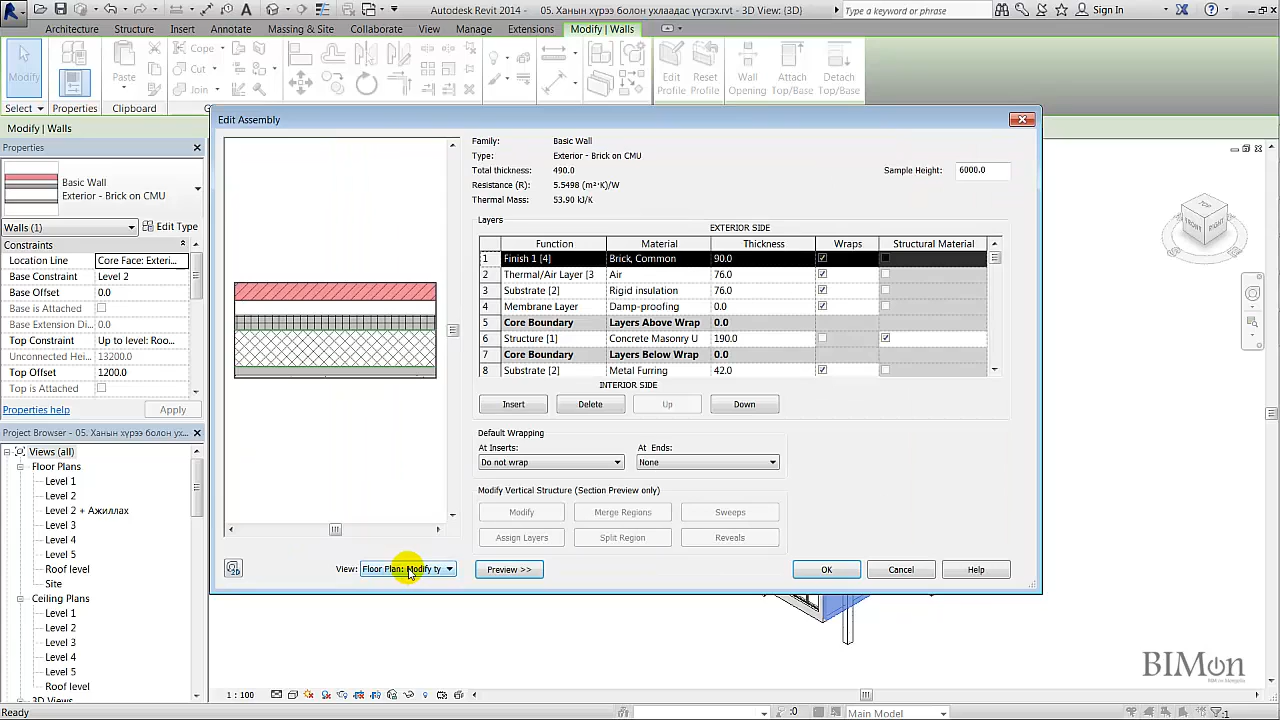 Autodesk Revit 2014 - 05. Ханын хүрээ болон ухлаадас үүсгэх.rvt - 3D View: {3D}
Type a keyword or phrase
Sign In
Architecture Structure Insert Annotate Massing & Site Collaborate View Manage Extensions Modify | Walls
Modify
Paste
Cope
Cut
Join
Edit Profile
Reset Profile
Wall Opening
Attach Top/Base
Detach Top/Base
Select Properties Clipboard
Modify | Walls
Properties
Basic Wall
Exterior - Brick on CMU
Walls (1) Edit Type
Constraints
Location Line Core Face: Exteri...
Base Constraint Level 2
Base Offset 0.0
Base is Attached
Base Extension Di... 0.0
Top Constraint Up to level: Roo...
Unconnected Hei... 13200.0
Top Offset 1200.0
Top is Attached
Properties help Apply
Project Browser - 05. Ханын хүрээ болон ух...
Views (all)
Floor Plans
Level 1
Level 2
Level 2 + Ажиллах
Level 3
Level 4
Level 5
Roof level
Site
Ceiling Plans
Level 1
Level 2
Level 3
Level 4
Level 5
Roof level
3D Views
Edit Assembly
Family: Basic Wall
Type: Exterior - Brick on CMU
Total thickness: 490.0
Resistance (R): 5.5498 (m²·K)/W
Thermal Mass: 53.90 kJ/K
Sample Height: 6000.0
Layers
EXTERIOR SIDE
Function Material Thickness Wraps Structural Material
1 Finish 1 [4] Brick, Common 90.0
2 Thermal/Air Layer [3 Air 76.0
3 Substrate [2] Rigid insulation 76.0
4 Membrane Layer Damp-proofing 0.0
5 Core Boundary Layers Above Wrap 0.0
6 Structure [1] Concrete Masonry U 190.0
7 Core Boundary Layers Below Wrap 0.0
8 Substrate [2] Metal Furring 42.0
INTERIOR SIDE
Insert Delete Up Down
Default Wrapping
At Inserts: At Ends:
Do not wrap None
Modify Vertical Structure (Section Preview only)
Modify Merge Regions Sweeps
Assign Layers Split Region Reveals
View: Floor Plan: Modify ty Preview >> OK Cancel Help
TOP
FRONT
RIGHT
BIMon
1 : 100
Ready
:0
Main Model
:1